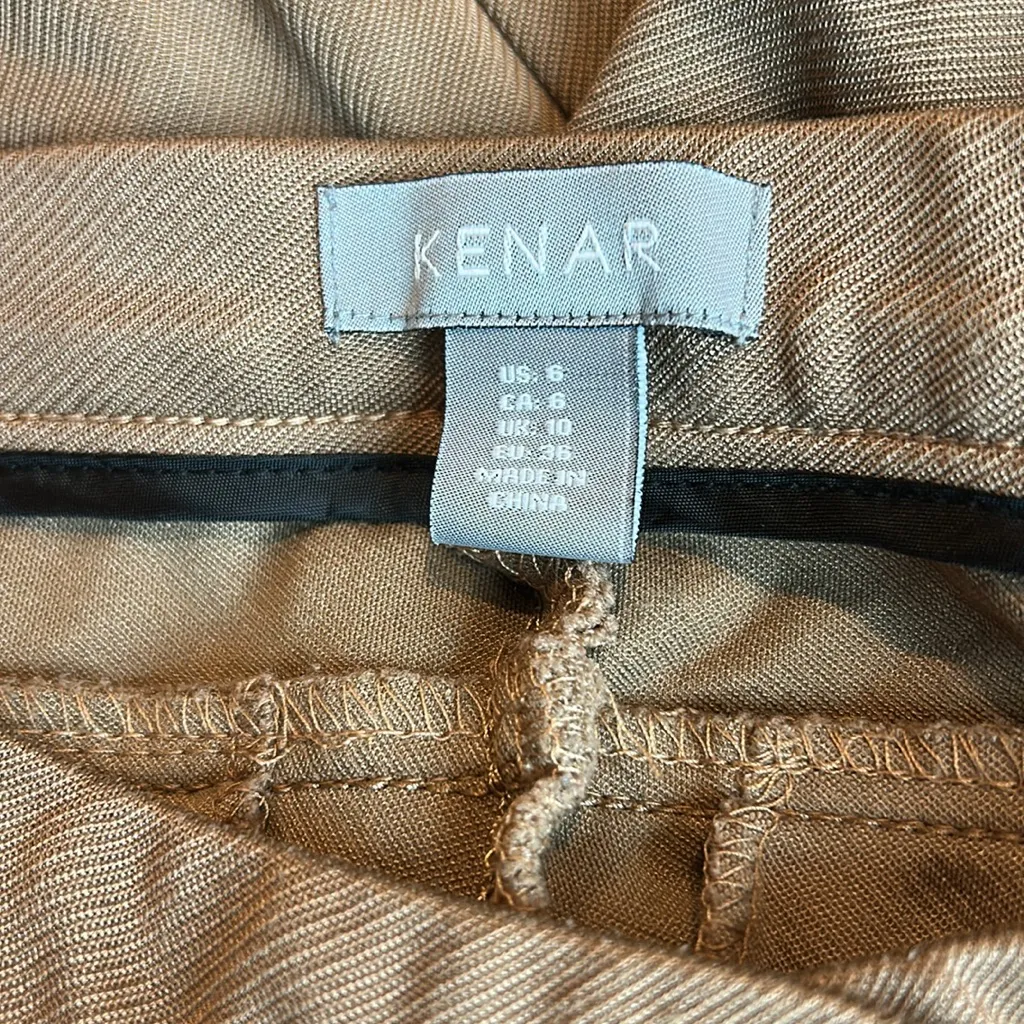 KENAR
US: 6
CA: 6
UK: 10
EU: 36
MADE IN
CHINA